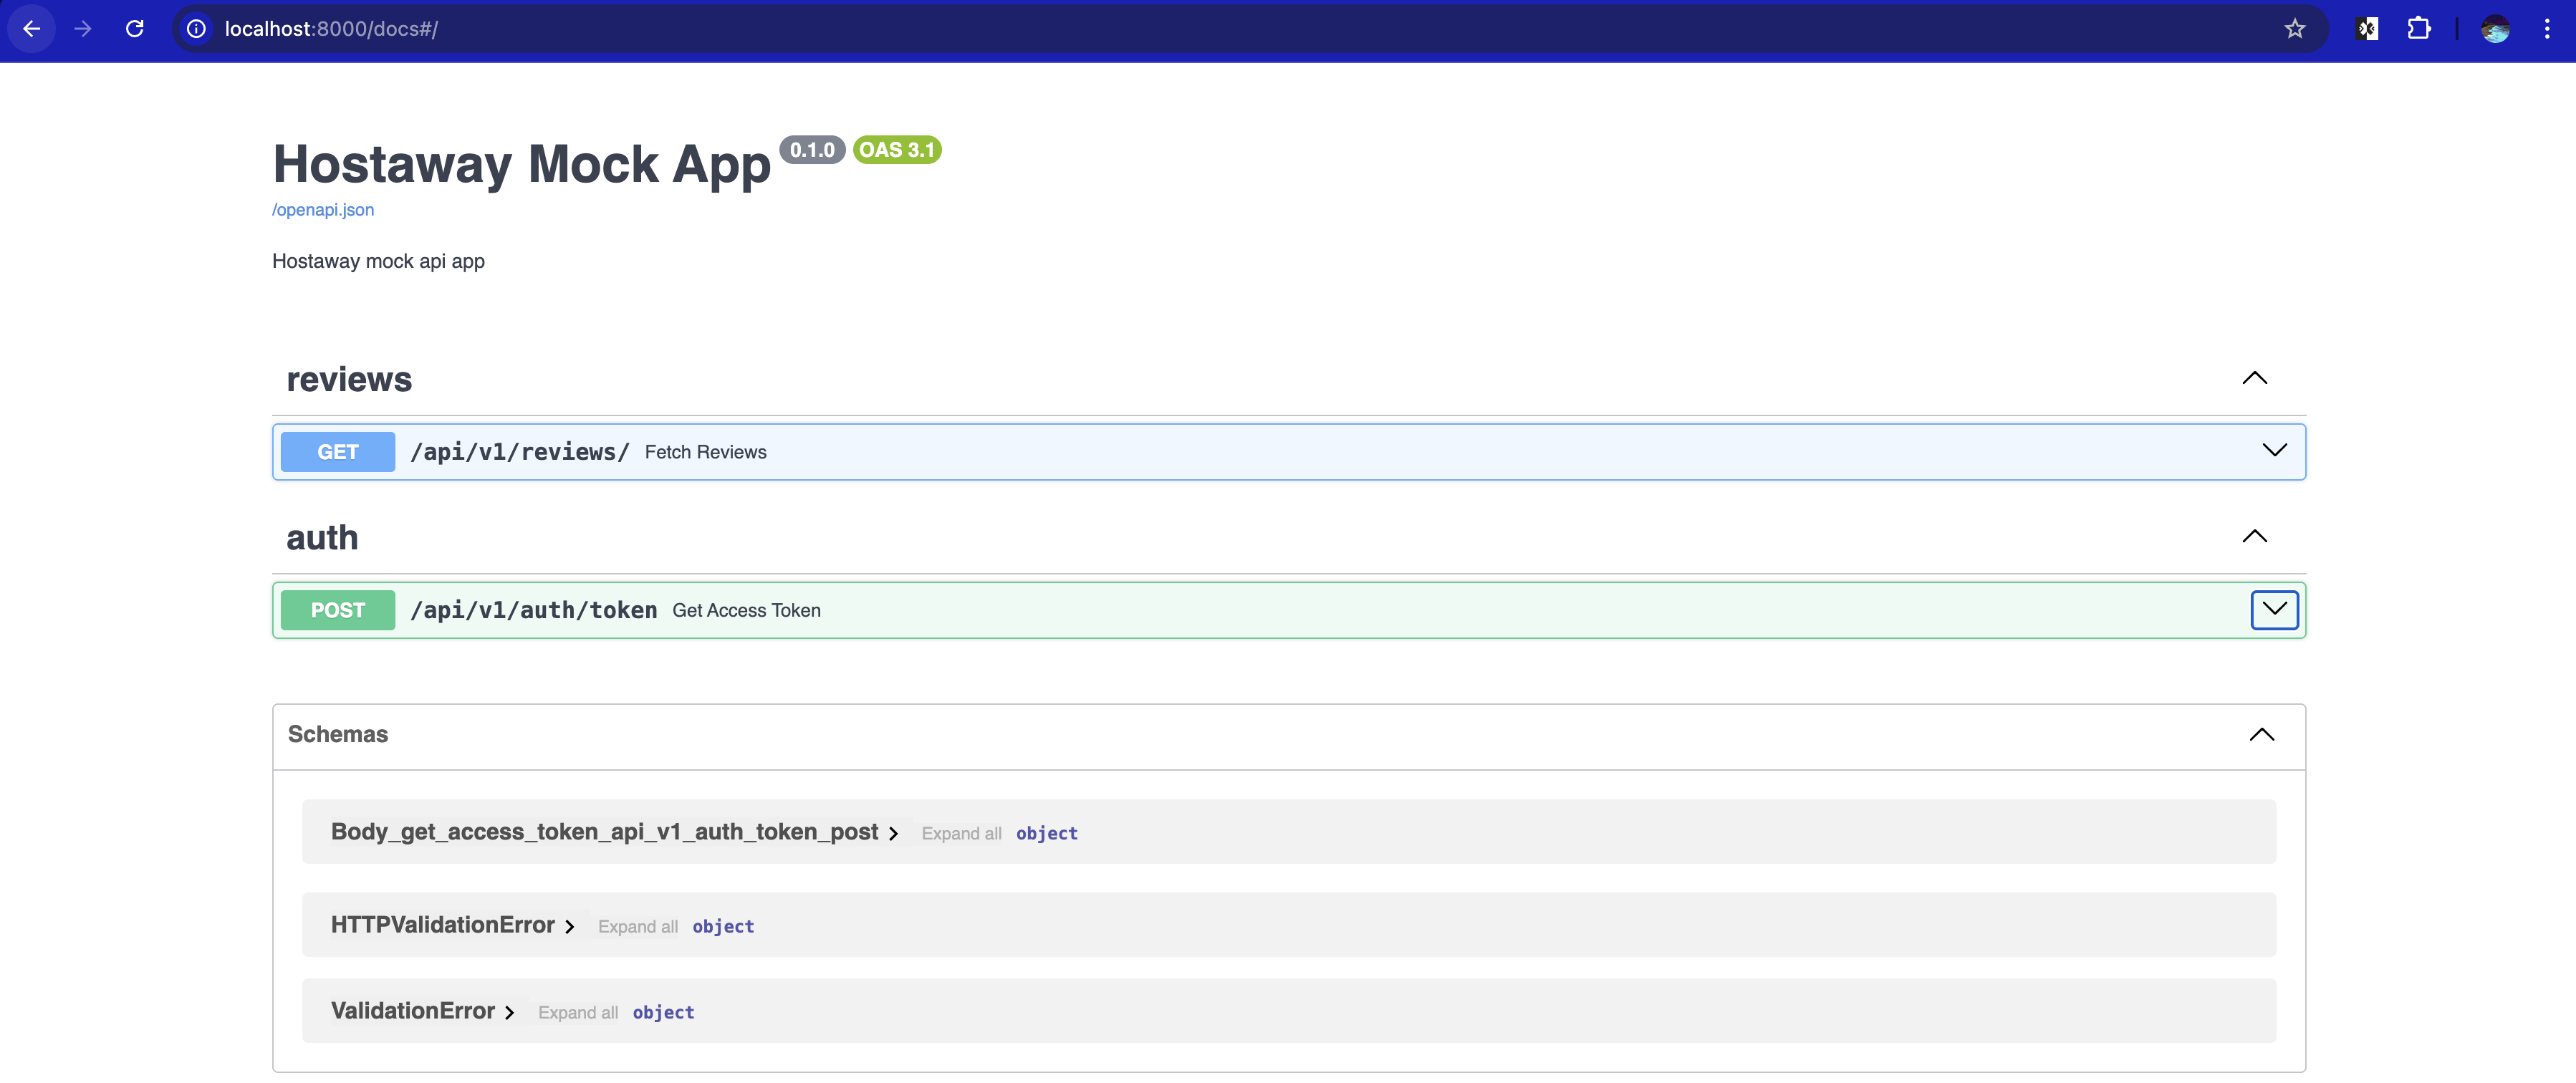 localhost:8000/docs#/
Hostaway Mock App 0.1.0 OAS 3.1
/openapi.json
Hostaway mock api app
reviews
GET /api/v1/reviews/ Fetch Reviews
auth
POST /api/v1/auth/token Get Access Token
Schemas
Body_get_access_token_api_v1_auth_token_post Expand all object
HTTPValidationError Expand all object
ValidationError Expand all object